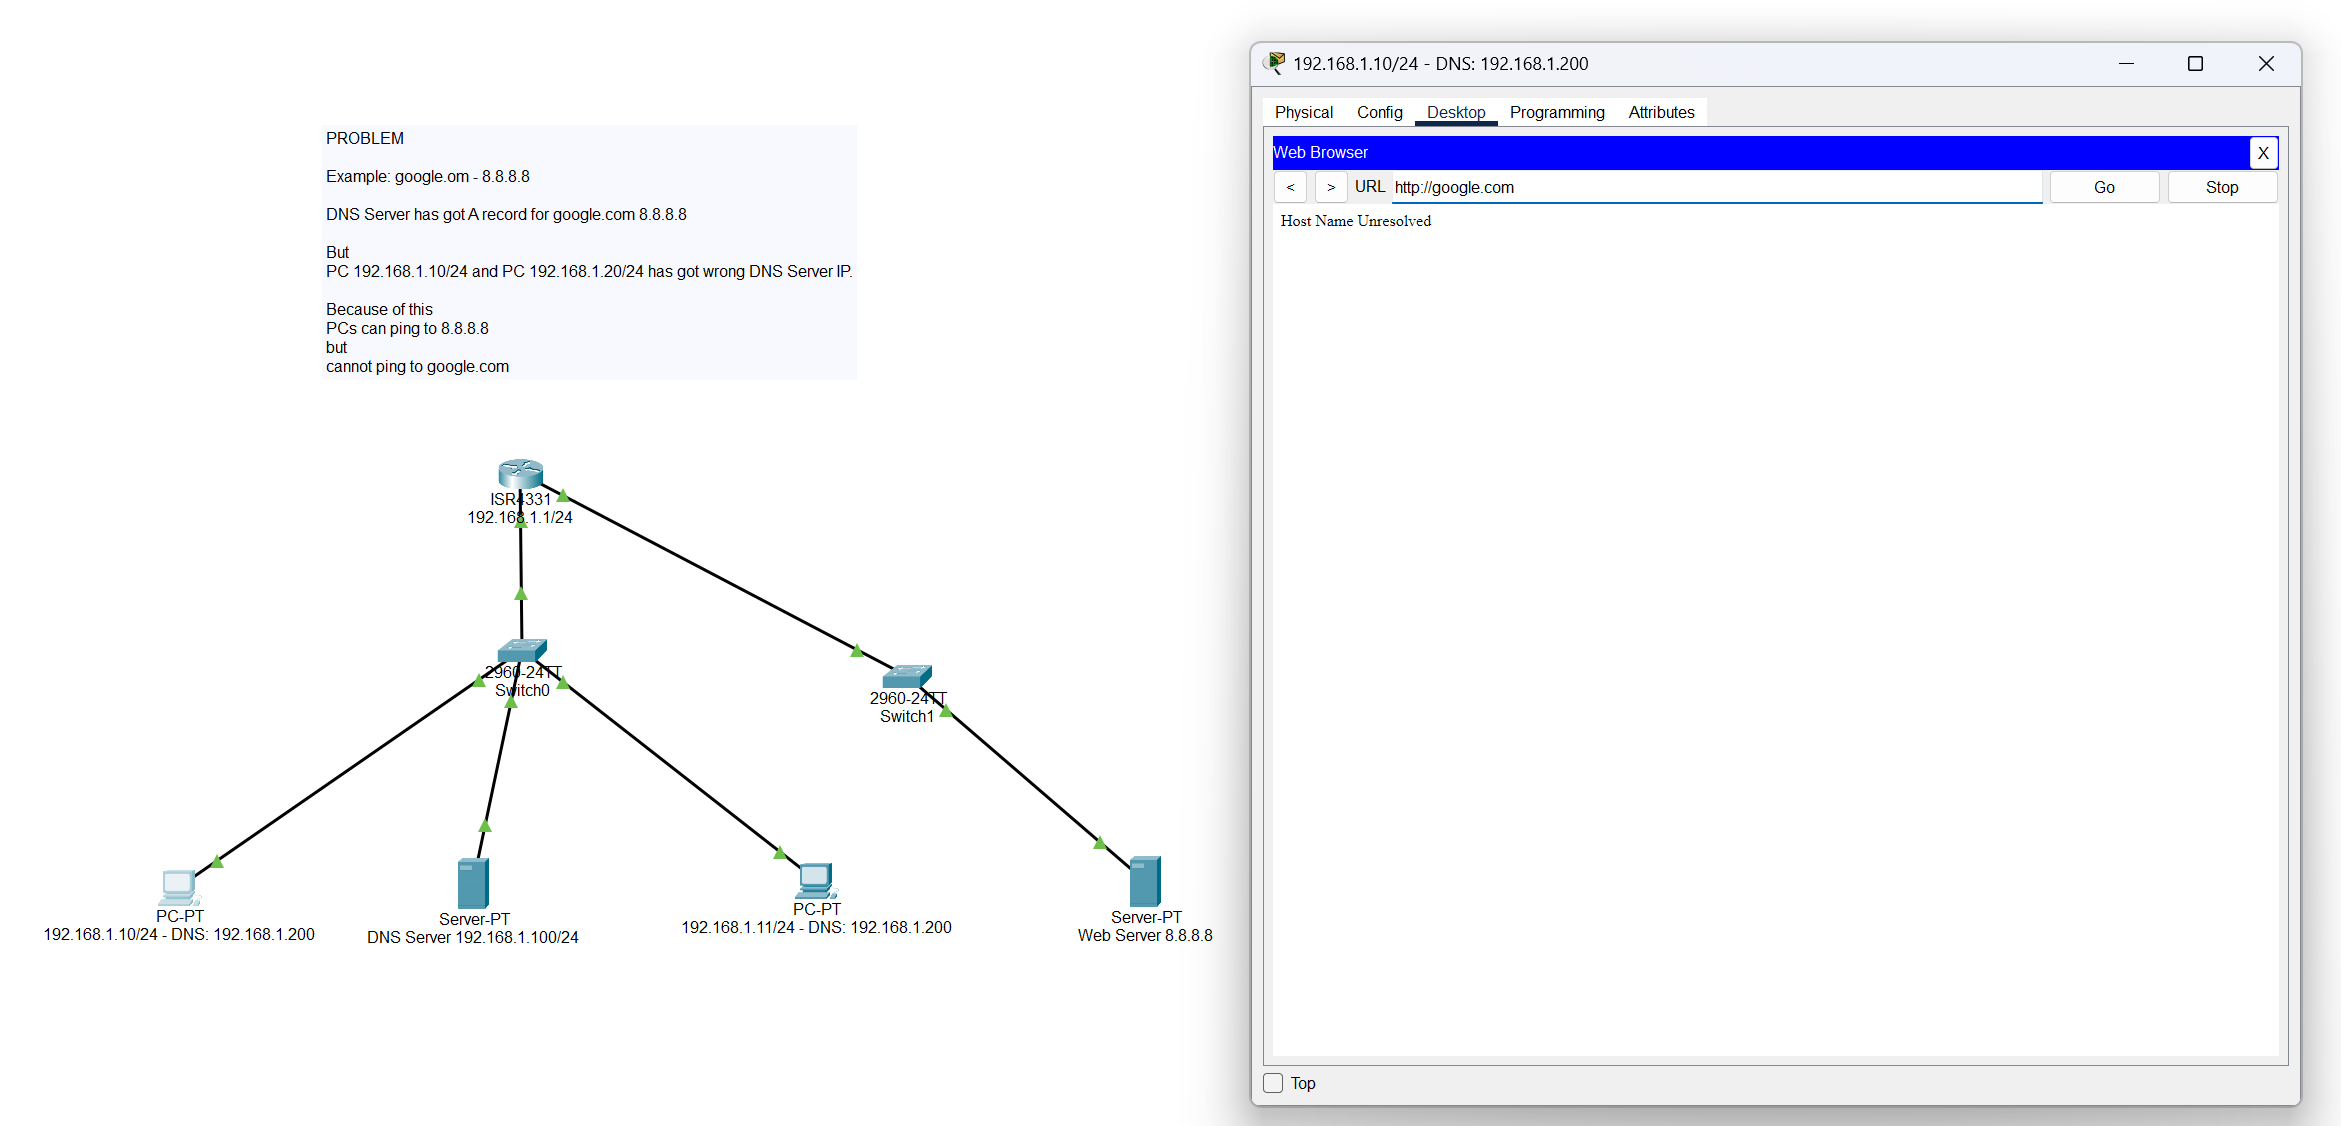 PROBLEM
Example: google.om - 8.8.8.8
DNS Server has got A record for google.com 8.8.8.8
But
PC 192.168.1.10/24 and PC 192.168.1.20/24 has got wrong DNS Server IP.
Because of this
PCs can ping to 8.8.8.8
but
cannot ping to google.com
ISR4331
192.168.1.1/24
2960-24TT
Switch0
2960-24TT
Switch1
PC-PT
192.168.1.10/24 - DNS: 192.168.1.200
Server-PT
DNS Server 192.168.1.100/24
PC-PT
192.168.1.11/24 - DNS: 192.168.1.200
Server-PT
Web Server 8.8.8.8
192.168.1.10/24 - DNS: 192.168.1.200
Physical Config Desktop Programming Attributes
Web Browser X
< > URL http://google.com Go Stop
Host Name Unresolved
Top